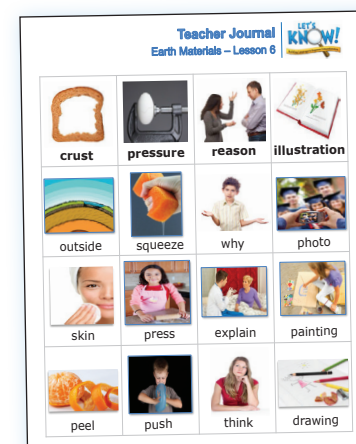 Teacher Journal
Earth Materials – Lesson 6
LET'S
KNOW!
crust pressure reason illustration
outside squeeze why photo
skin press explain painting
peel push think drawing